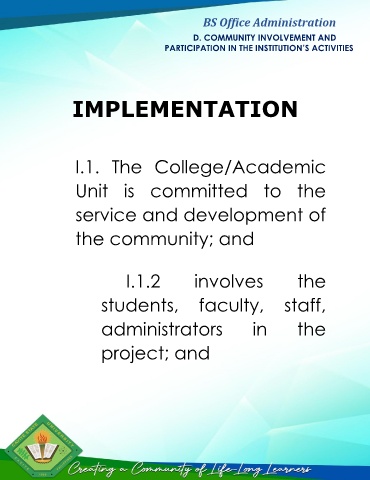 BS Office Administration
D. COMMUNITY INVOLVEMENT AND
PARTICIPATION IN THE INSTITUTION'S ACTIVITIES
IMPLEMENTATION
I.1. The College/Academic
Unit is committed to the
service and development of
the community; and
I.1.2 involves the
students, faculty, staff,
administrators in the
project; and
Creating a Community of Life-Long Learners